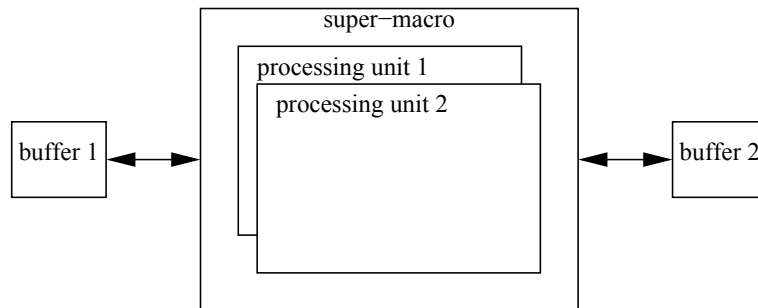 super−macro
processing unit 1
processing unit 2
buffer 1
buffer 2